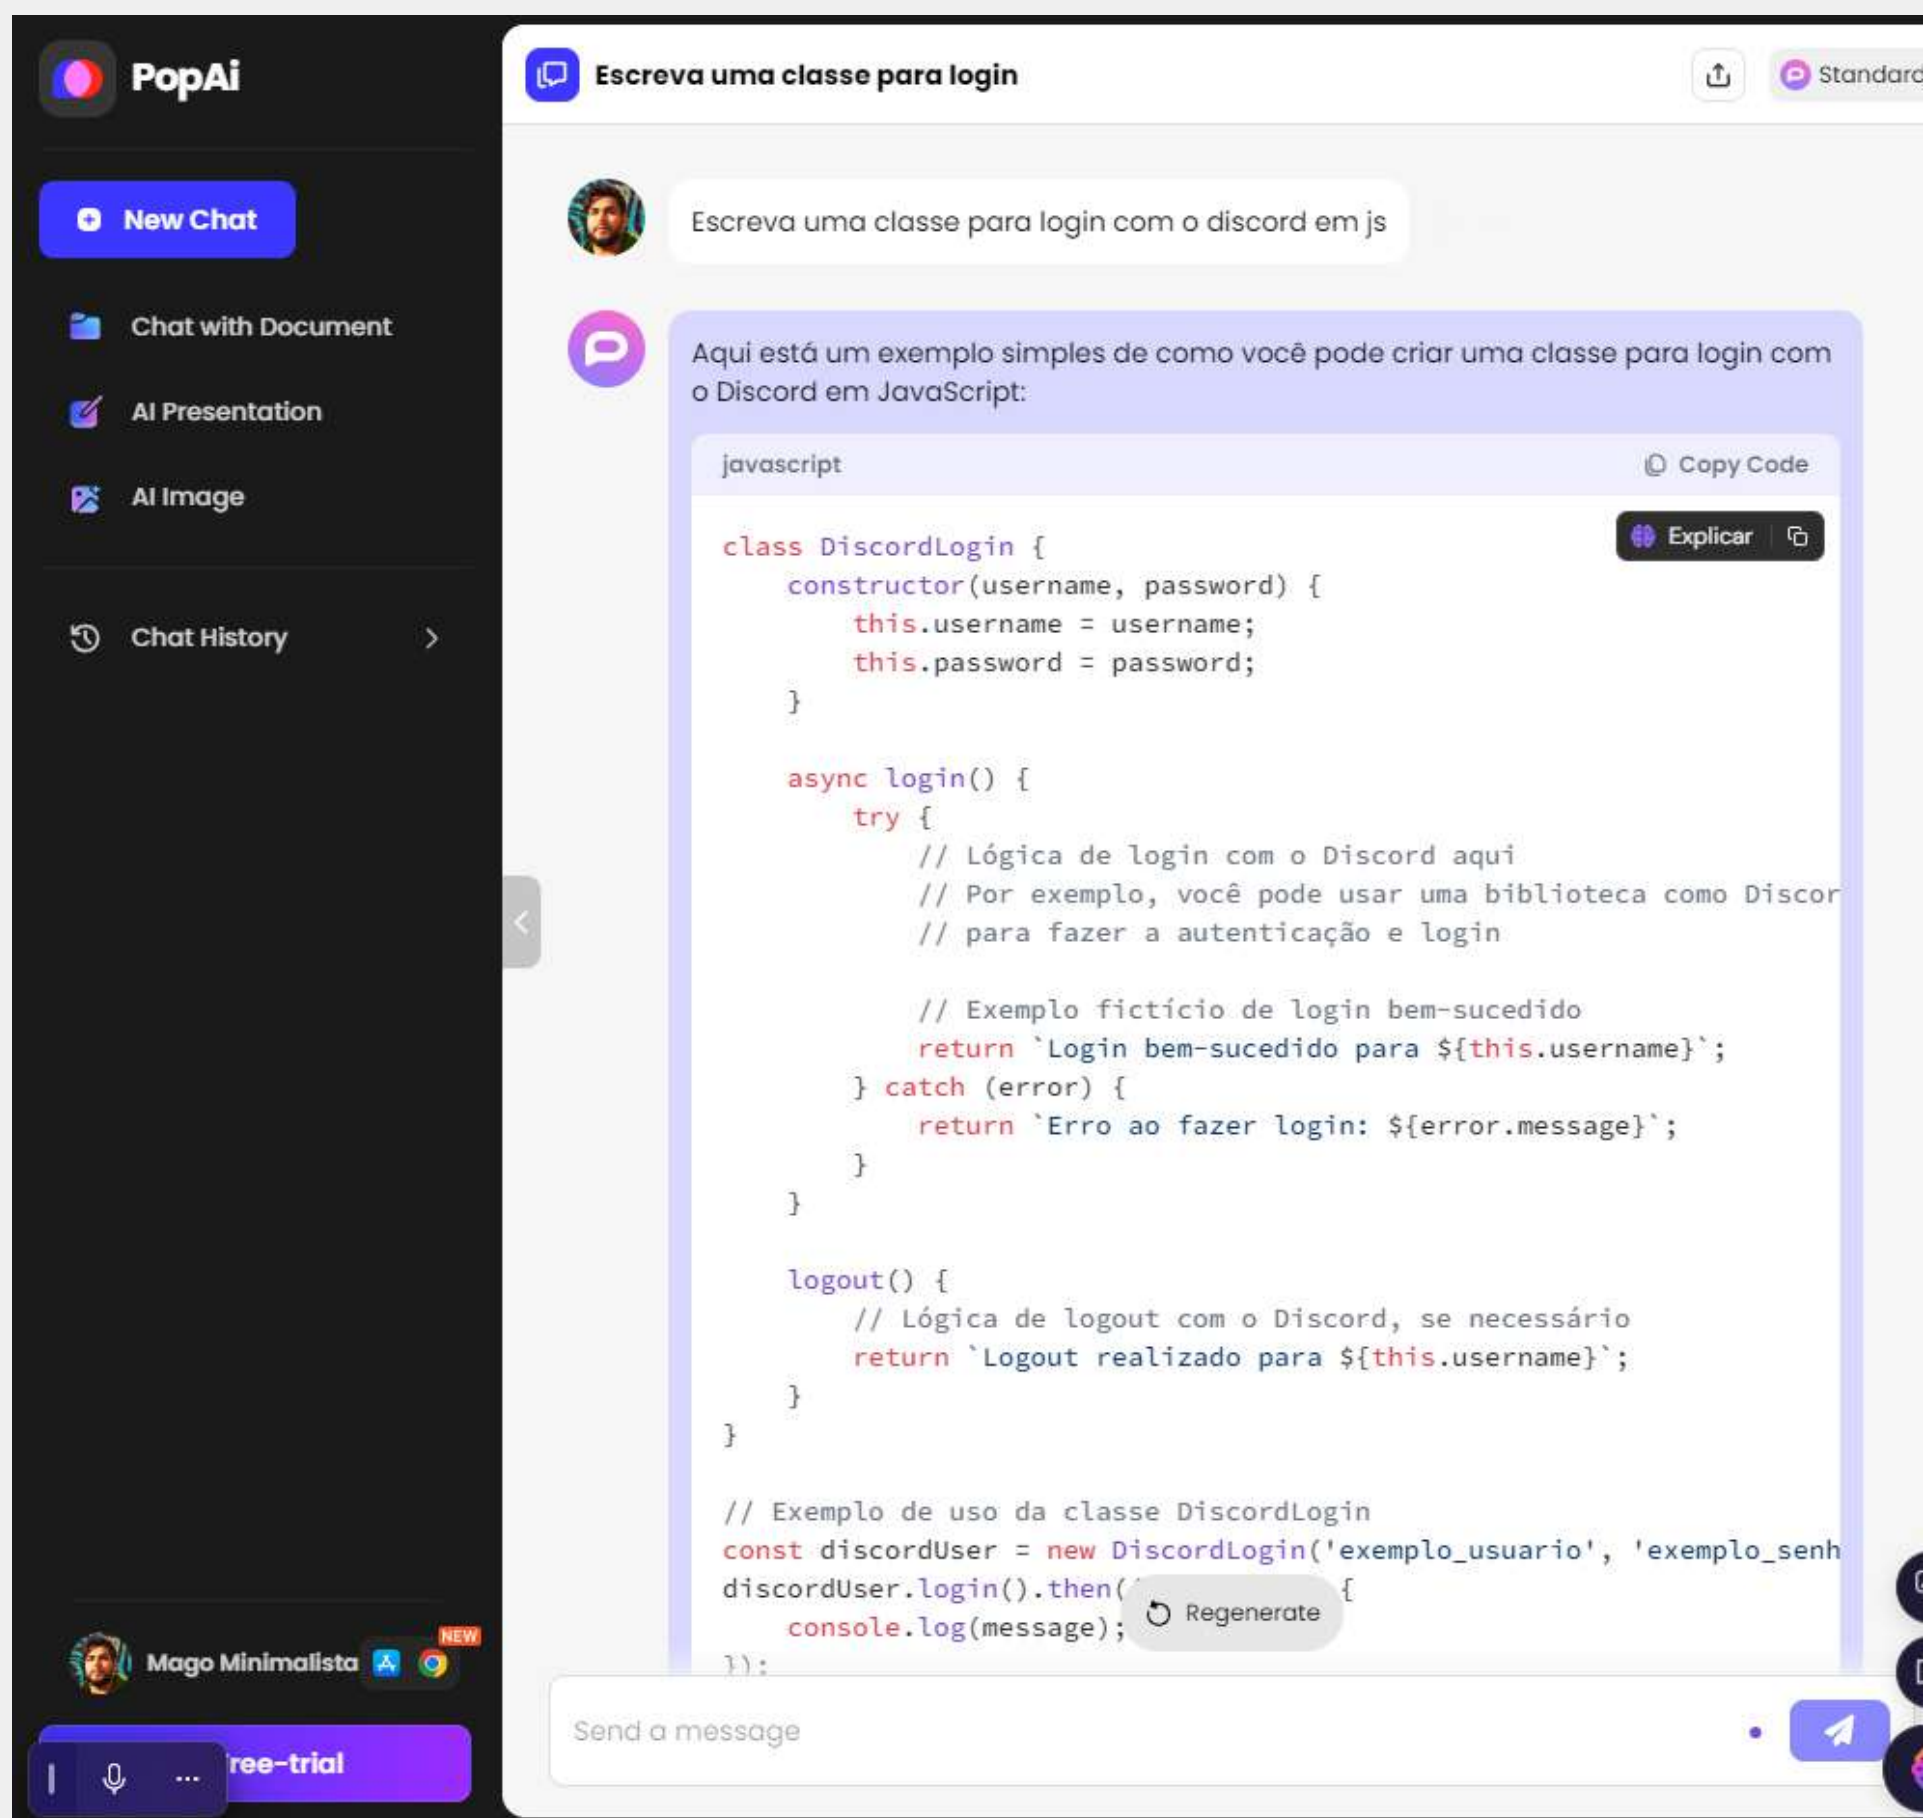 PopAi
New Chat
Chat with Document
AI Presentation
AI Image
Chat History
Mago Minimalista
NEW
ree-trial
Escreva uma classe para login
Standard
Escreva uma classe para login com o discord em js
Aqui está um exemplo simples de como você pode criar uma classe para login com
o Discord em JavaScript:
javascript
Copy Code
Explicar
class DiscordLogin {
    constructor(username, password) {
        this.username = username;
        this.password = password;
    }
    async login() {
        try {
            // Lógica de login com o Discord aqui
            // Por exemplo, você pode usar uma biblioteca como Discor
            // para fazer a autenticação e login
            // Exemplo fictício de login bem-sucedido
            return `Login bem-sucedido para ${this.username}`;
        } catch (error) {
            return `Erro ao fazer login: ${error.message}`;
        }
    }
    logout() {
        // Lógica de logout com o Discord, se necessário
        return `Logout realizado para ${this.username}`;
    }
}
// Exemplo de uso da classe DiscordLogin
const discordUser = new DiscordLogin('exemplo_usuario', 'exemplo_senh
discordUser.login().then( {
    console.log(message);
});
Regenerate
Send a message